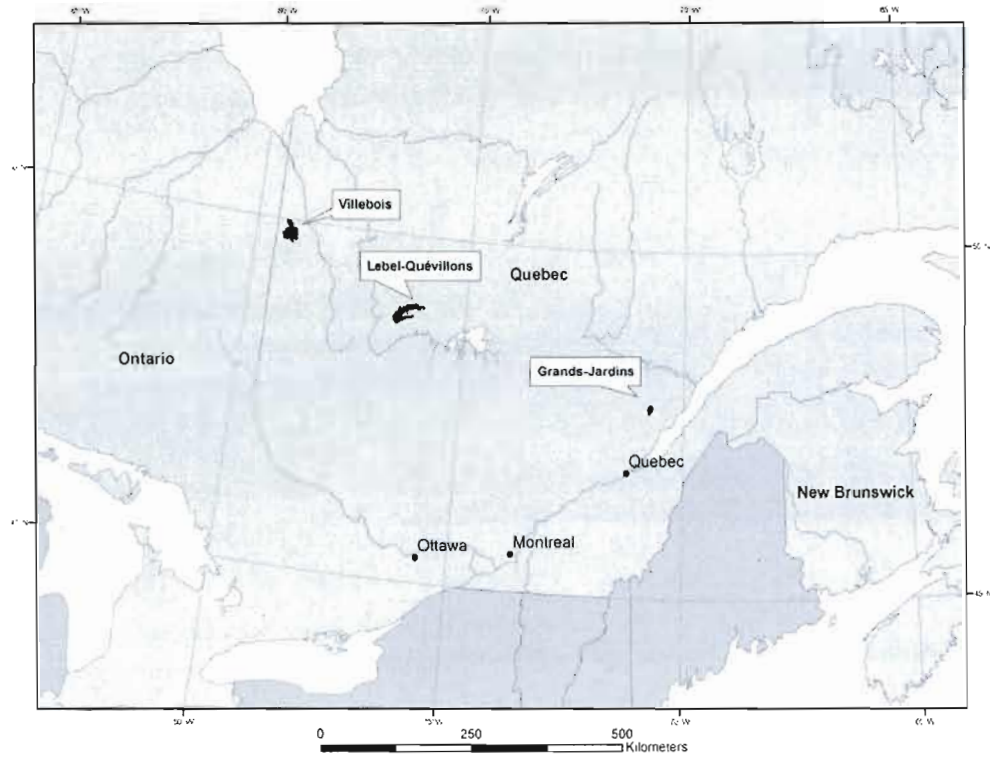 Villebois
Lebel-Quévillons
Quebec
Ontario
Grands-Jardins
Quebec
New Brunswick
Ottawa
Montreal
0 250 500
Kilometers